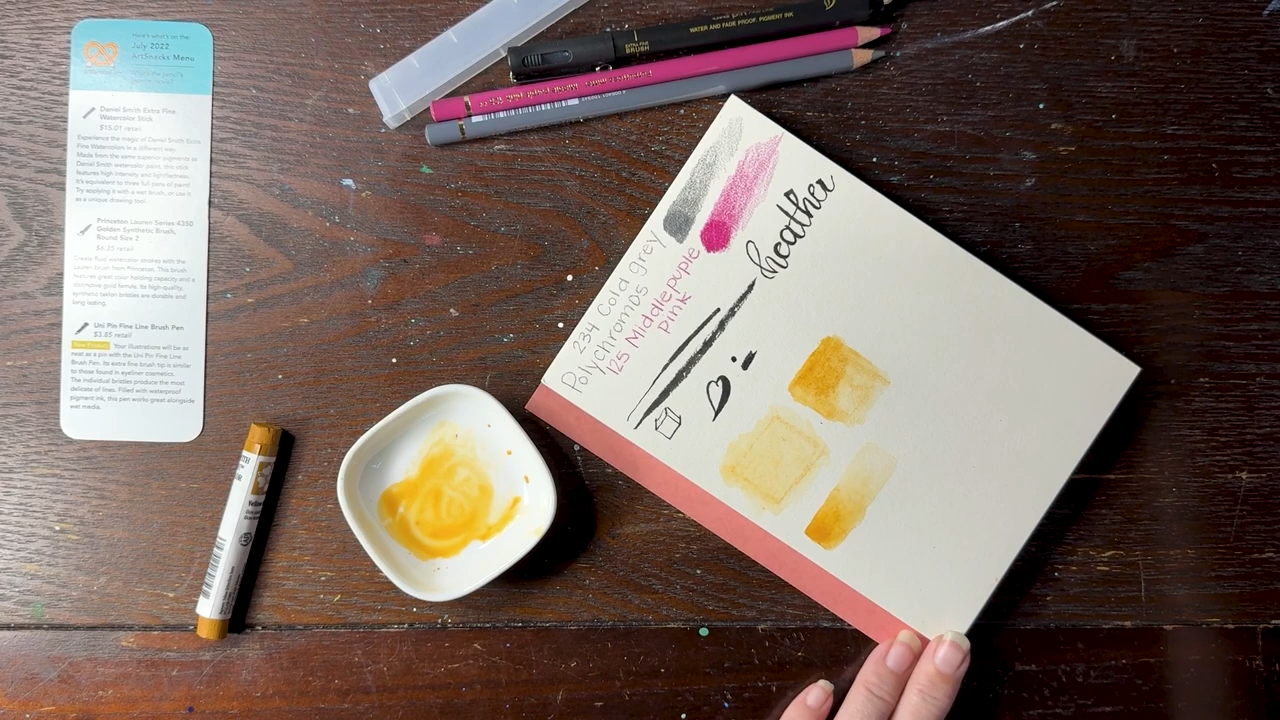 Here's what's on the:
July 2022
ArtSnacks Menu
Daniel Smith Extra Fine
Watercolor Stick
$15.01 retail
Experience the magic of Daniel Smith Extra
Fine Watercolors in a different way.
Made from the same superior pigments as
Daniel Smith watercolor paint, this stick
features high intensity and lightfastness.
It's equivalent to three full pans of paint!
Try applying it with a wet brush, or use it
as a unique drawing tool.
Princeton Lauren Series 4350
Golden Synthetic Brush,
Round Size 2
$6.25 retail
Create fluid watercolor strokes with the
Lauren brush from Princeton. This brush
features great color holding capacity and a
distinctive gold ferrule. Its high-quality,
synthetic taklon bristles are durable and
long lasting.
Uni Pin Fine Line Brush Pen
$3.85 retail
Your illustrations will be as
neat as a pin with the Uni Pin Fine Line
Brush Pen. Its extra fine brush tip is similar
to those found in eyeliner cosmetics.
The individual bristles produce the most
delicate of lines. Filled with waterproof
pigment ink, this pen works great alongside
wet media.
EXTRA FINE
BRUSH
WATER AND FADE PROOF, PIGMENT INK
234 Cold grey
Polychromos
125 Middlepuple
Pink
heather